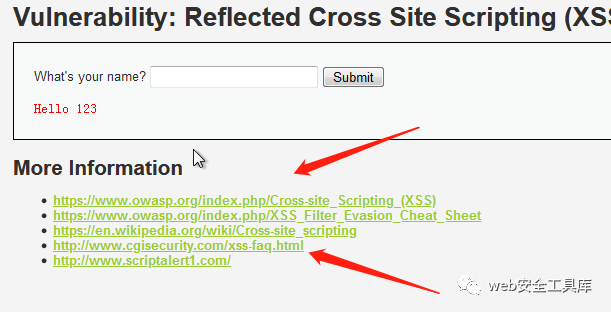 Vulnerability: Reflected Cross Site Scripting (XSS
What's your name? Submit
Hello 123
More Information
https://www.owasp.org/index.php/Cross-site_Scripting_(XSS)
https://www.owasp.org/index.php/XSS_Filter_Evasion_Cheat_Sheet
https://en.wikipedia.org/wiki/Cross-site_scripting
http://www.cgisecurity.com/xss-faq.html
http://www.scriptalert1.com/
web安全工具库